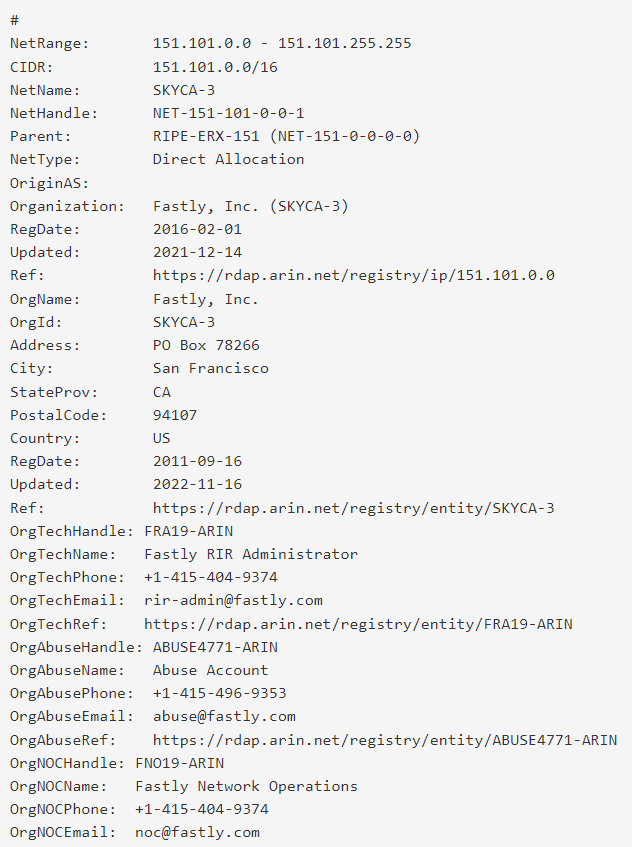 #
NetRange:       151.101.0.0 - 151.101.255.255
CIDR:           151.101.0.0/16
NetName:        SKYCA-3
NetHandle:      NET-151-101-0-0-1
Parent:         RIPE-ERX-151 (NET-151-0-0-0-0)
NetType:        Direct Allocation
OriginAS:
Organization:   Fastly, Inc. (SKYCA-3)
RegDate:        2016-02-01
Updated:        2021-12-14
Ref:            https://rdap.arin.net/registry/ip/151.101.0.0
OrgName:        Fastly, Inc.
OrgId:          SKYCA-3
Address:        PO Box 78266
City:           San Francisco
StateProv:      CA
PostalCode:     94107
Country:        US
RegDate:        2011-09-16
Updated:        2022-11-16
Ref:            https://rdap.arin.net/registry/entity/SKYCA-3
OrgTechHandle: FRA19-ARIN
OrgTechName:   Fastly RIR Administrator
OrgTechPhone:  +1-415-404-9374
OrgTechEmail:  rir-admin@fastly.com
OrgTechRef:    https://rdap.arin.net/registry/entity/FRA19-ARIN
OrgAbuseHandle: ABUSE4771-ARIN
OrgAbuseName:   Abuse Account
OrgAbusePhone:  +1-415-496-9353
OrgAbuseEmail:  abuse@fastly.com
OrgAbuseRef:    https://rdap.arin.net/registry/entity/ABUSE4771-ARIN
OrgNOCHandle: FNO19-ARIN
OrgNOCName:   Fastly Network Operations
OrgNOCPhone:  +1-415-404-9374
OrgNOCEmail:  noc@fastly.com